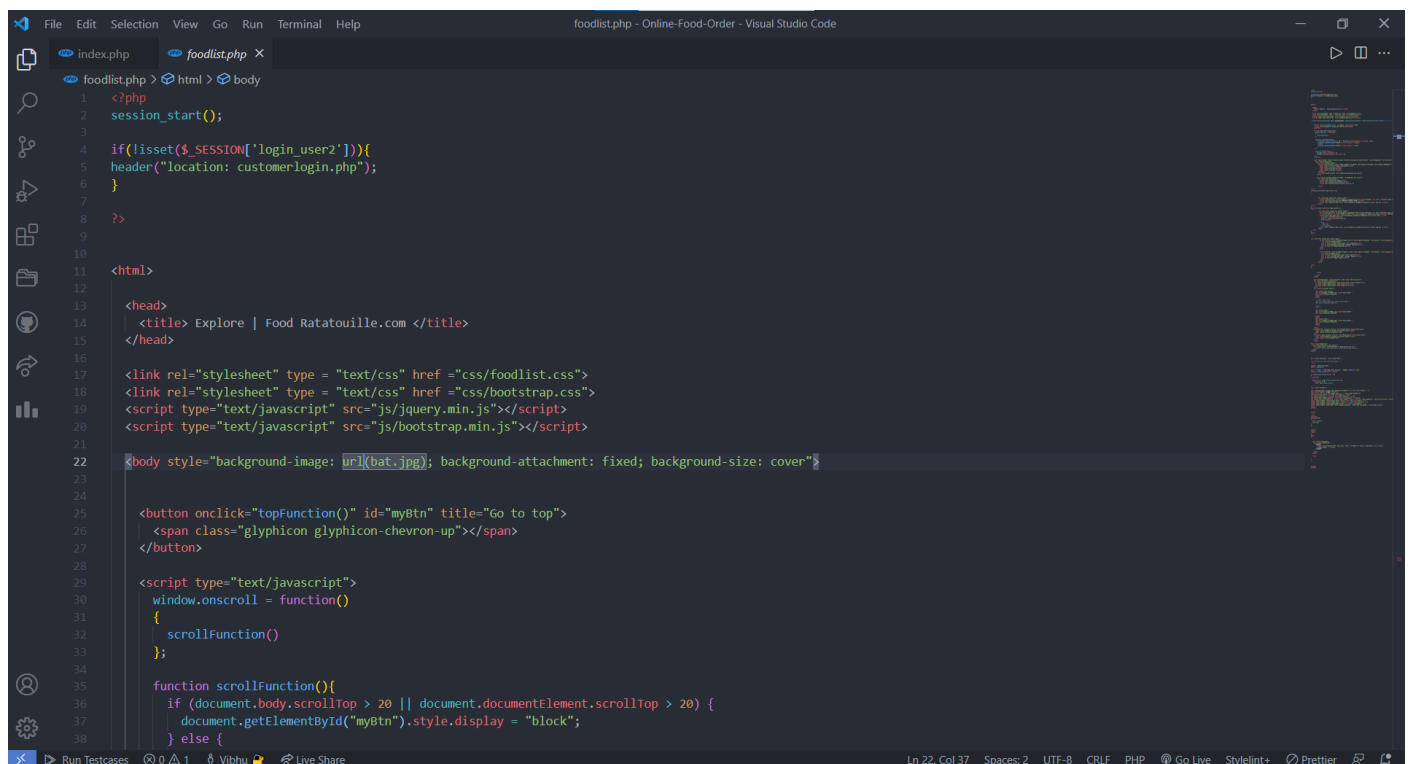 File Edit Selection View Go Run Terminal Help foodlist.php - Online-Food-Order - Visual Studio Code
index.php foodlist.php
foodlist.php > html > body
1 <?php
2 session_start();
3
4 if(!isset($_SESSION['login_user2'])){
5 header("location: customerlogin.php");
6 }
7
8 ?>
9
10
11 <html>
12
13 <head>
14 <title> Explore | Food Ratatouille.com </title>
15 </head>
16
17 <link rel="stylesheet" type = "text/css" href ="css/foodlist.css">
18 <link rel="stylesheet" type = "text/css" href ="css/bootstrap.css">
19 <script type="text/javascript" src="js/jquery.min.js"></script>
20 <script type="text/javascript" src="js/bootstrap.min.js"></script>
21
22 <body style="background-image: url(bat.jpg); background-attachment: fixed; background-size: cover">
23
24
25 <button onclick="topFunction()" id="myBtn" title="Go to top">
26 <span class="glyphicon glyphicon-chevron-up"></span>
27 </button>
28
29 <script type="text/javascript">
30 window.onscroll = function()
31 {
32 scrollFunction()
33 };
34
35 function scrollFunction(){
36 if (document.body.scrollTop > 20 || document.documentElement.scrollTop > 20) {
37 document.getElementById("myBtn").style.display = "block";
38 } else {
Run Testcases 0 1 Vibhu Live Share Ln 22, Col 37 Spaces: 2 UTF-8 CRLF PHP Go Live Stylelint+ Prettier